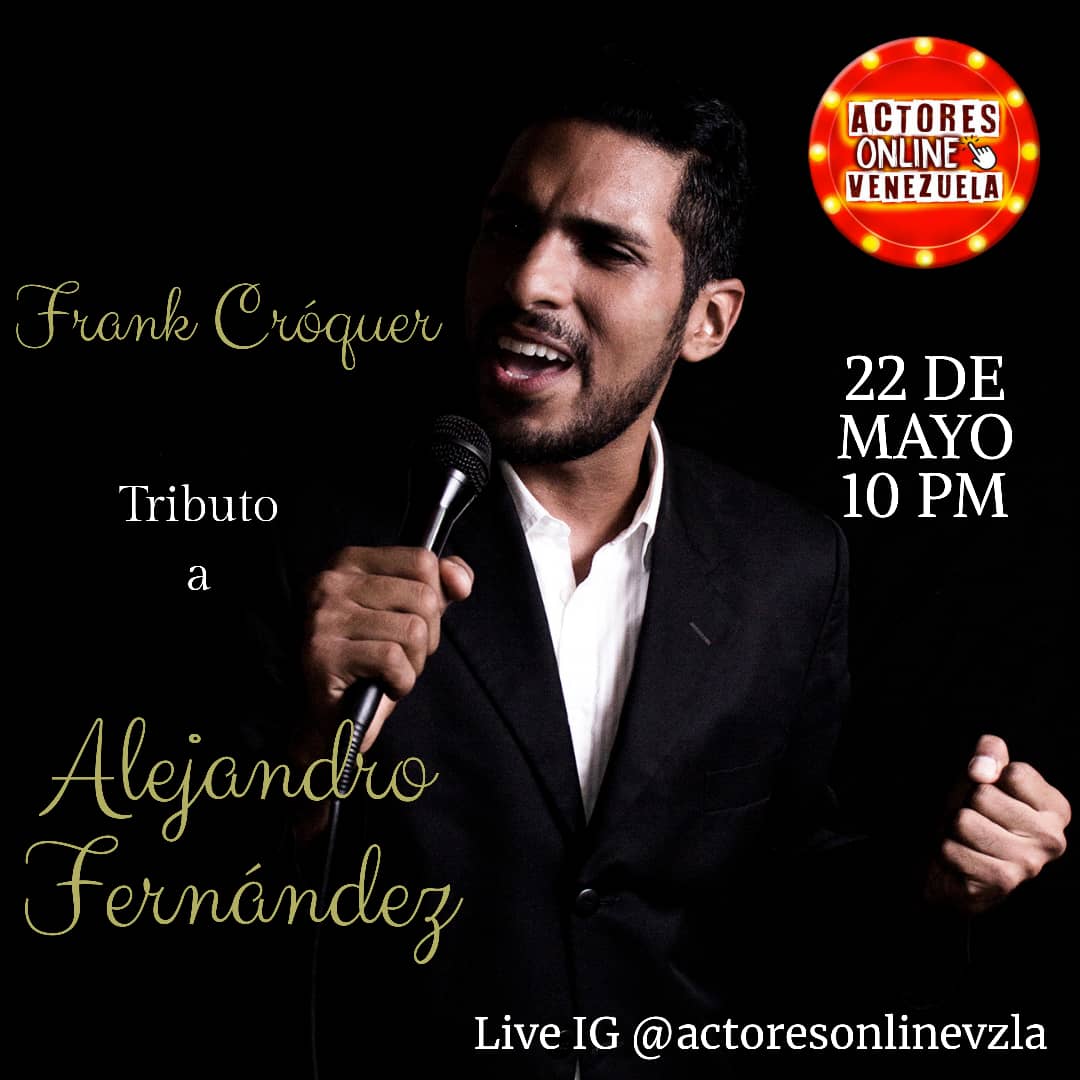 ACTORES
ONLINE
VENEZUELA
Frank Cróquer
22 DE
MAYO
10 PM
Tributo
a
Alejandro
Fernández
Live IG @actoresonlinevzla